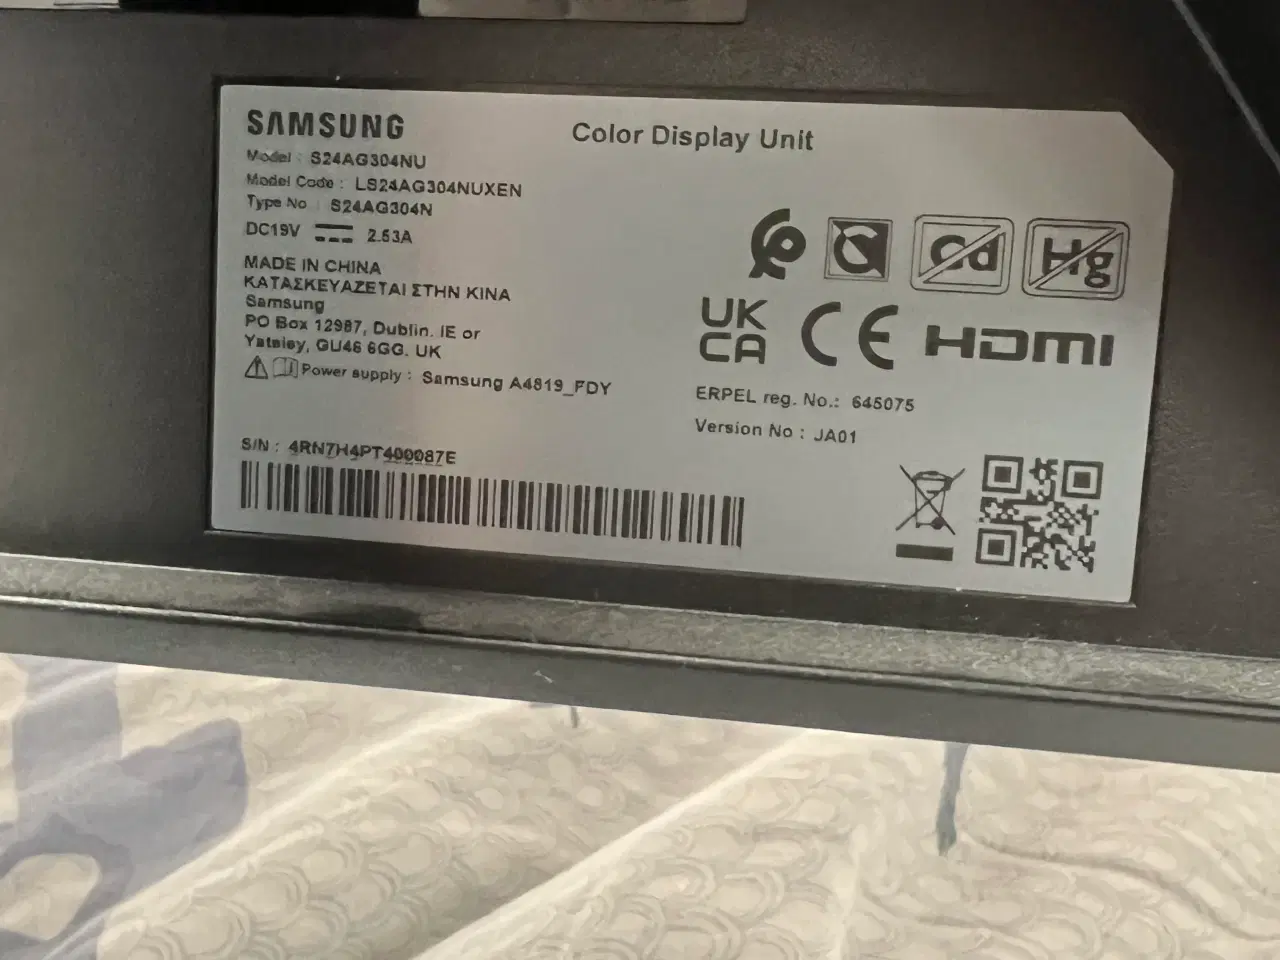 SAMSUNG
Color Display Unit
Model : S24AG304NU
Model Code : LS24AG304NUXEN
Type No S24AG304N
DC19V 2.53A
MADE IN CHINA
ΚΑΤΑΣΚΕΥΑΖΕΤΑΙ ΣΤΗΝ ΚΙΝΑ
Samsung
PO Box 12987, Dublin. IE or
Yateley, GU46 6GG. UK
Power supply : Samsung A4819_FDY
S/N : 4RN7H4PT400087E
Cd
Hg
UK
CA
CE
HDMI
ERPEL reg. No.: 645075
Version No : JA01